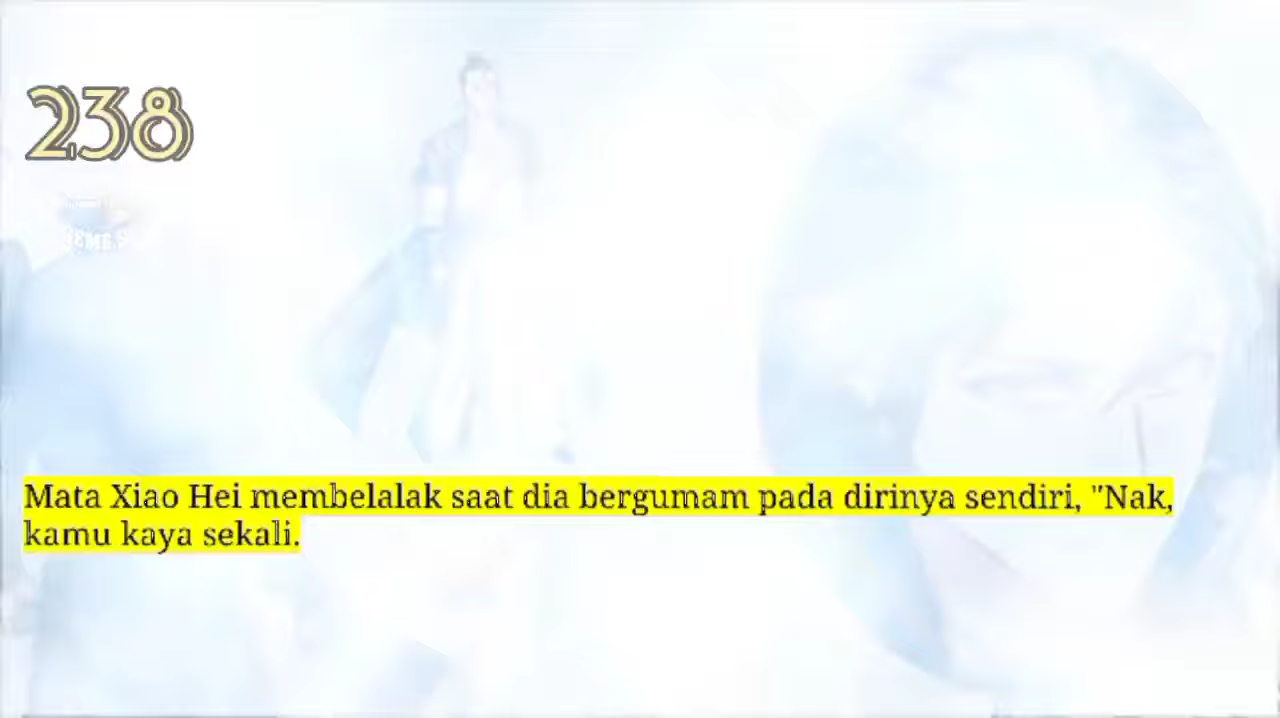 238
Mata Xiao Hei membelalak saat dia bergumam pada dirinya sendiri, "Nak,
kamu kaya sekali.